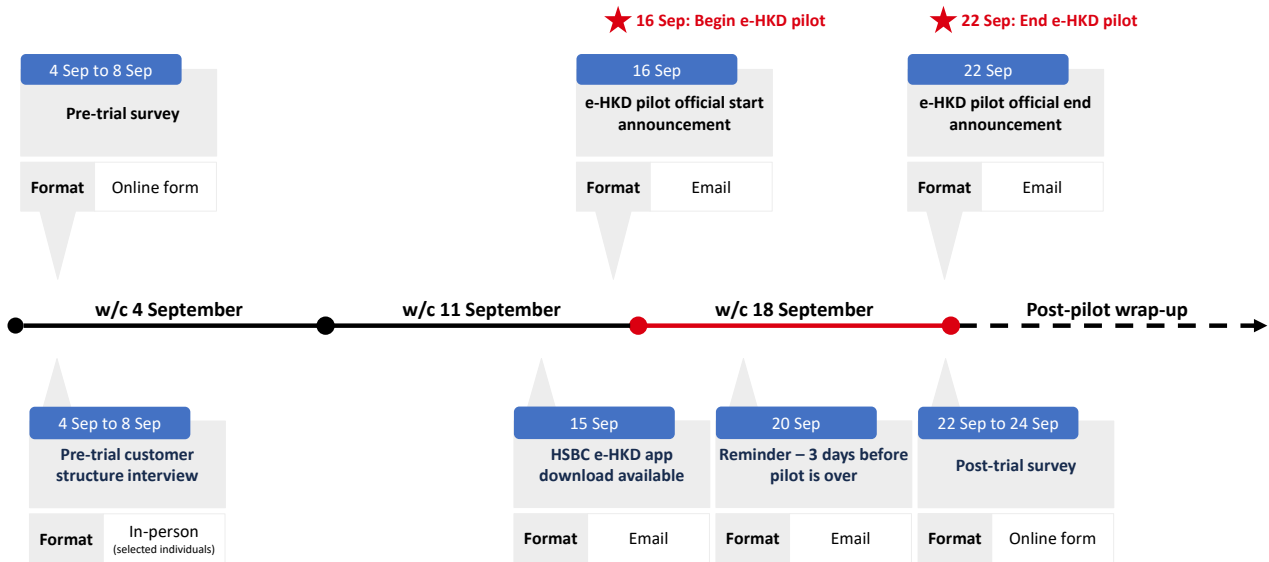 16 Sep: Begin e-HKD pilot
22 Sep: End e-HKD pilot
4 Sep to 8 Sep
Pre-trial survey
Format
Online form
16 Sep
e-HKD pilot official start
announcement
Format
Email
22 Sep
e-HKD pilot official end
announcement
Format
Email
w/c 4 September
w/c 11 September
w/c 18 September
Post-pilot wrap-up
4 Sep to 8 Sep
Pre-trial customer
structure interview
Format
In-person
(selected individuals)
15 Sep
HSBC e-HKD app
download available
Format
Email
20 Sep
Reminder – 3 days before
pilot is over
Format
Email
22 Sep to 24 Sep
Post-trial survey
Format
Online form